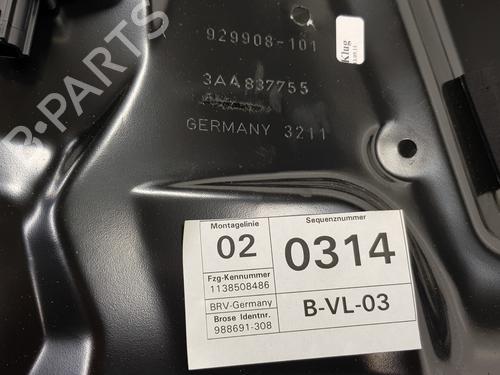 929908-101
Klug
3AA837755
GERMANY 3211
B-PARTS
Montagelinie
02
Sequenznummer
0314
Fzg-Kennummer
1138508486
BRV-Germany
Brose Identnr.
988691-308
B-VL-03